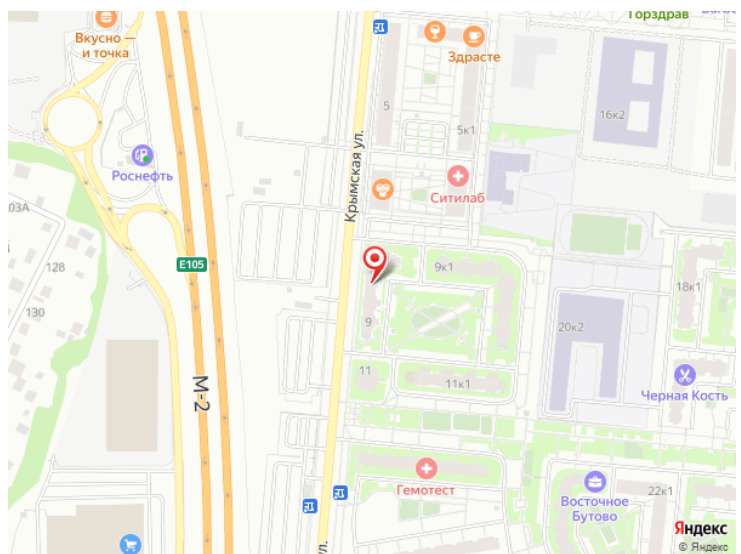 Горздрав
Вкусно —
и точка
Здрасте
5
16к2
5к1
Крымская ул.
Роснефть
Ситилаб
03А
128
Е105
9к1
18к1
130
9
20к2
М-2
11
11к1
Черная Кость
Гемотест
Восточное
Бутово
22к1
ул.
Яндекс
© Яндекс